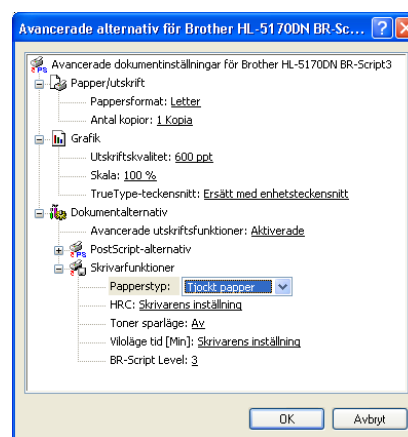 Avancerade alternativ för Brother HL-5170DN BR-Sc...
Avancerade dokumentinställningar för Brother HL-5170DN BR-Script3
Papper/utskrift
Pappersformat: Letter
Antal kopior: 1 Kopia
Grafik
Utskriftskvalitet: 600 ppt
Skala: 100 %
TrueType-teckensnitt: Ersätt med enhetsteckensnitt
Dokumentalternativ
Avancerade utskriftsfunktioner: Aktiverade
PostScript-alternativ
Skrivarfunktioner
Papperstyp: Tjockt papper
HRC: Skrivarens inställning
Toner sparläge: Av
Viloläge tid [Min]: Skrivarens inställning
BR-Script Level: 3
OK Avbryt